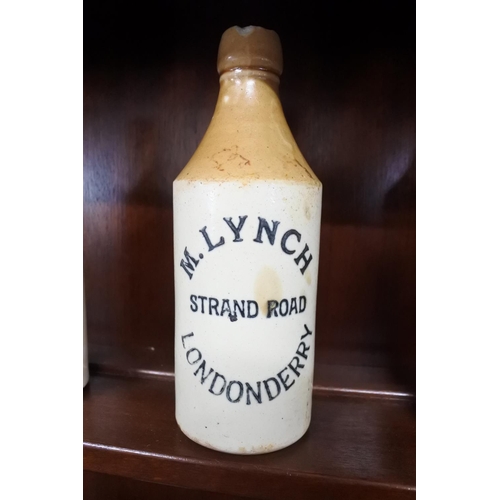 M. LYNCH
STRAND ROAD
LONDONDERRY